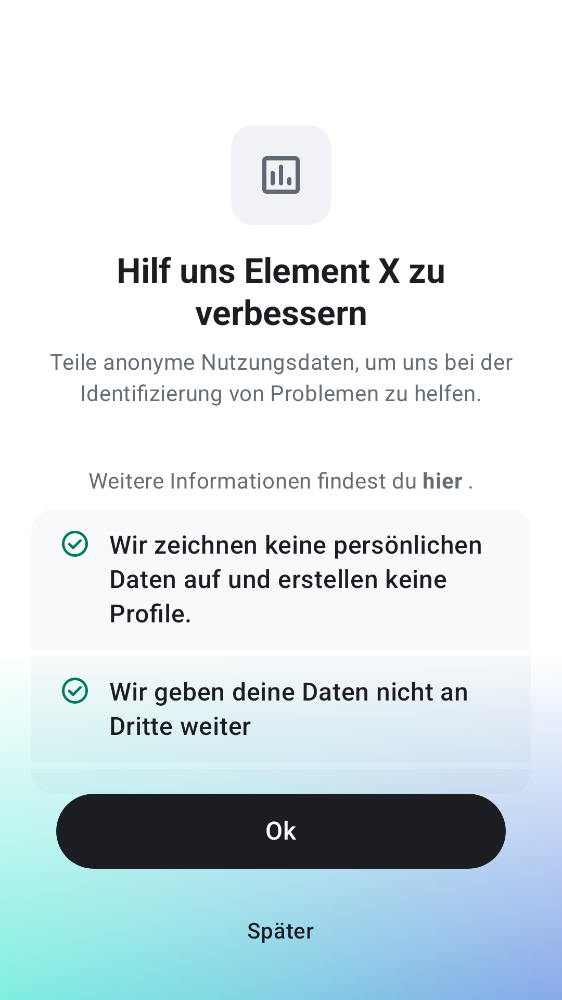 Hilf uns Element X zu
verbessern
Teile anonyme Nutzungsdaten, um uns bei der
Identifizierung von Problemen zu helfen.
Weitere Informationen findest du hier .
Wir zeichnen keine persönlichen
Daten auf und erstellen keine
Profile.
Wir geben deine Daten nicht an
Dritte weiter
Ok
Später